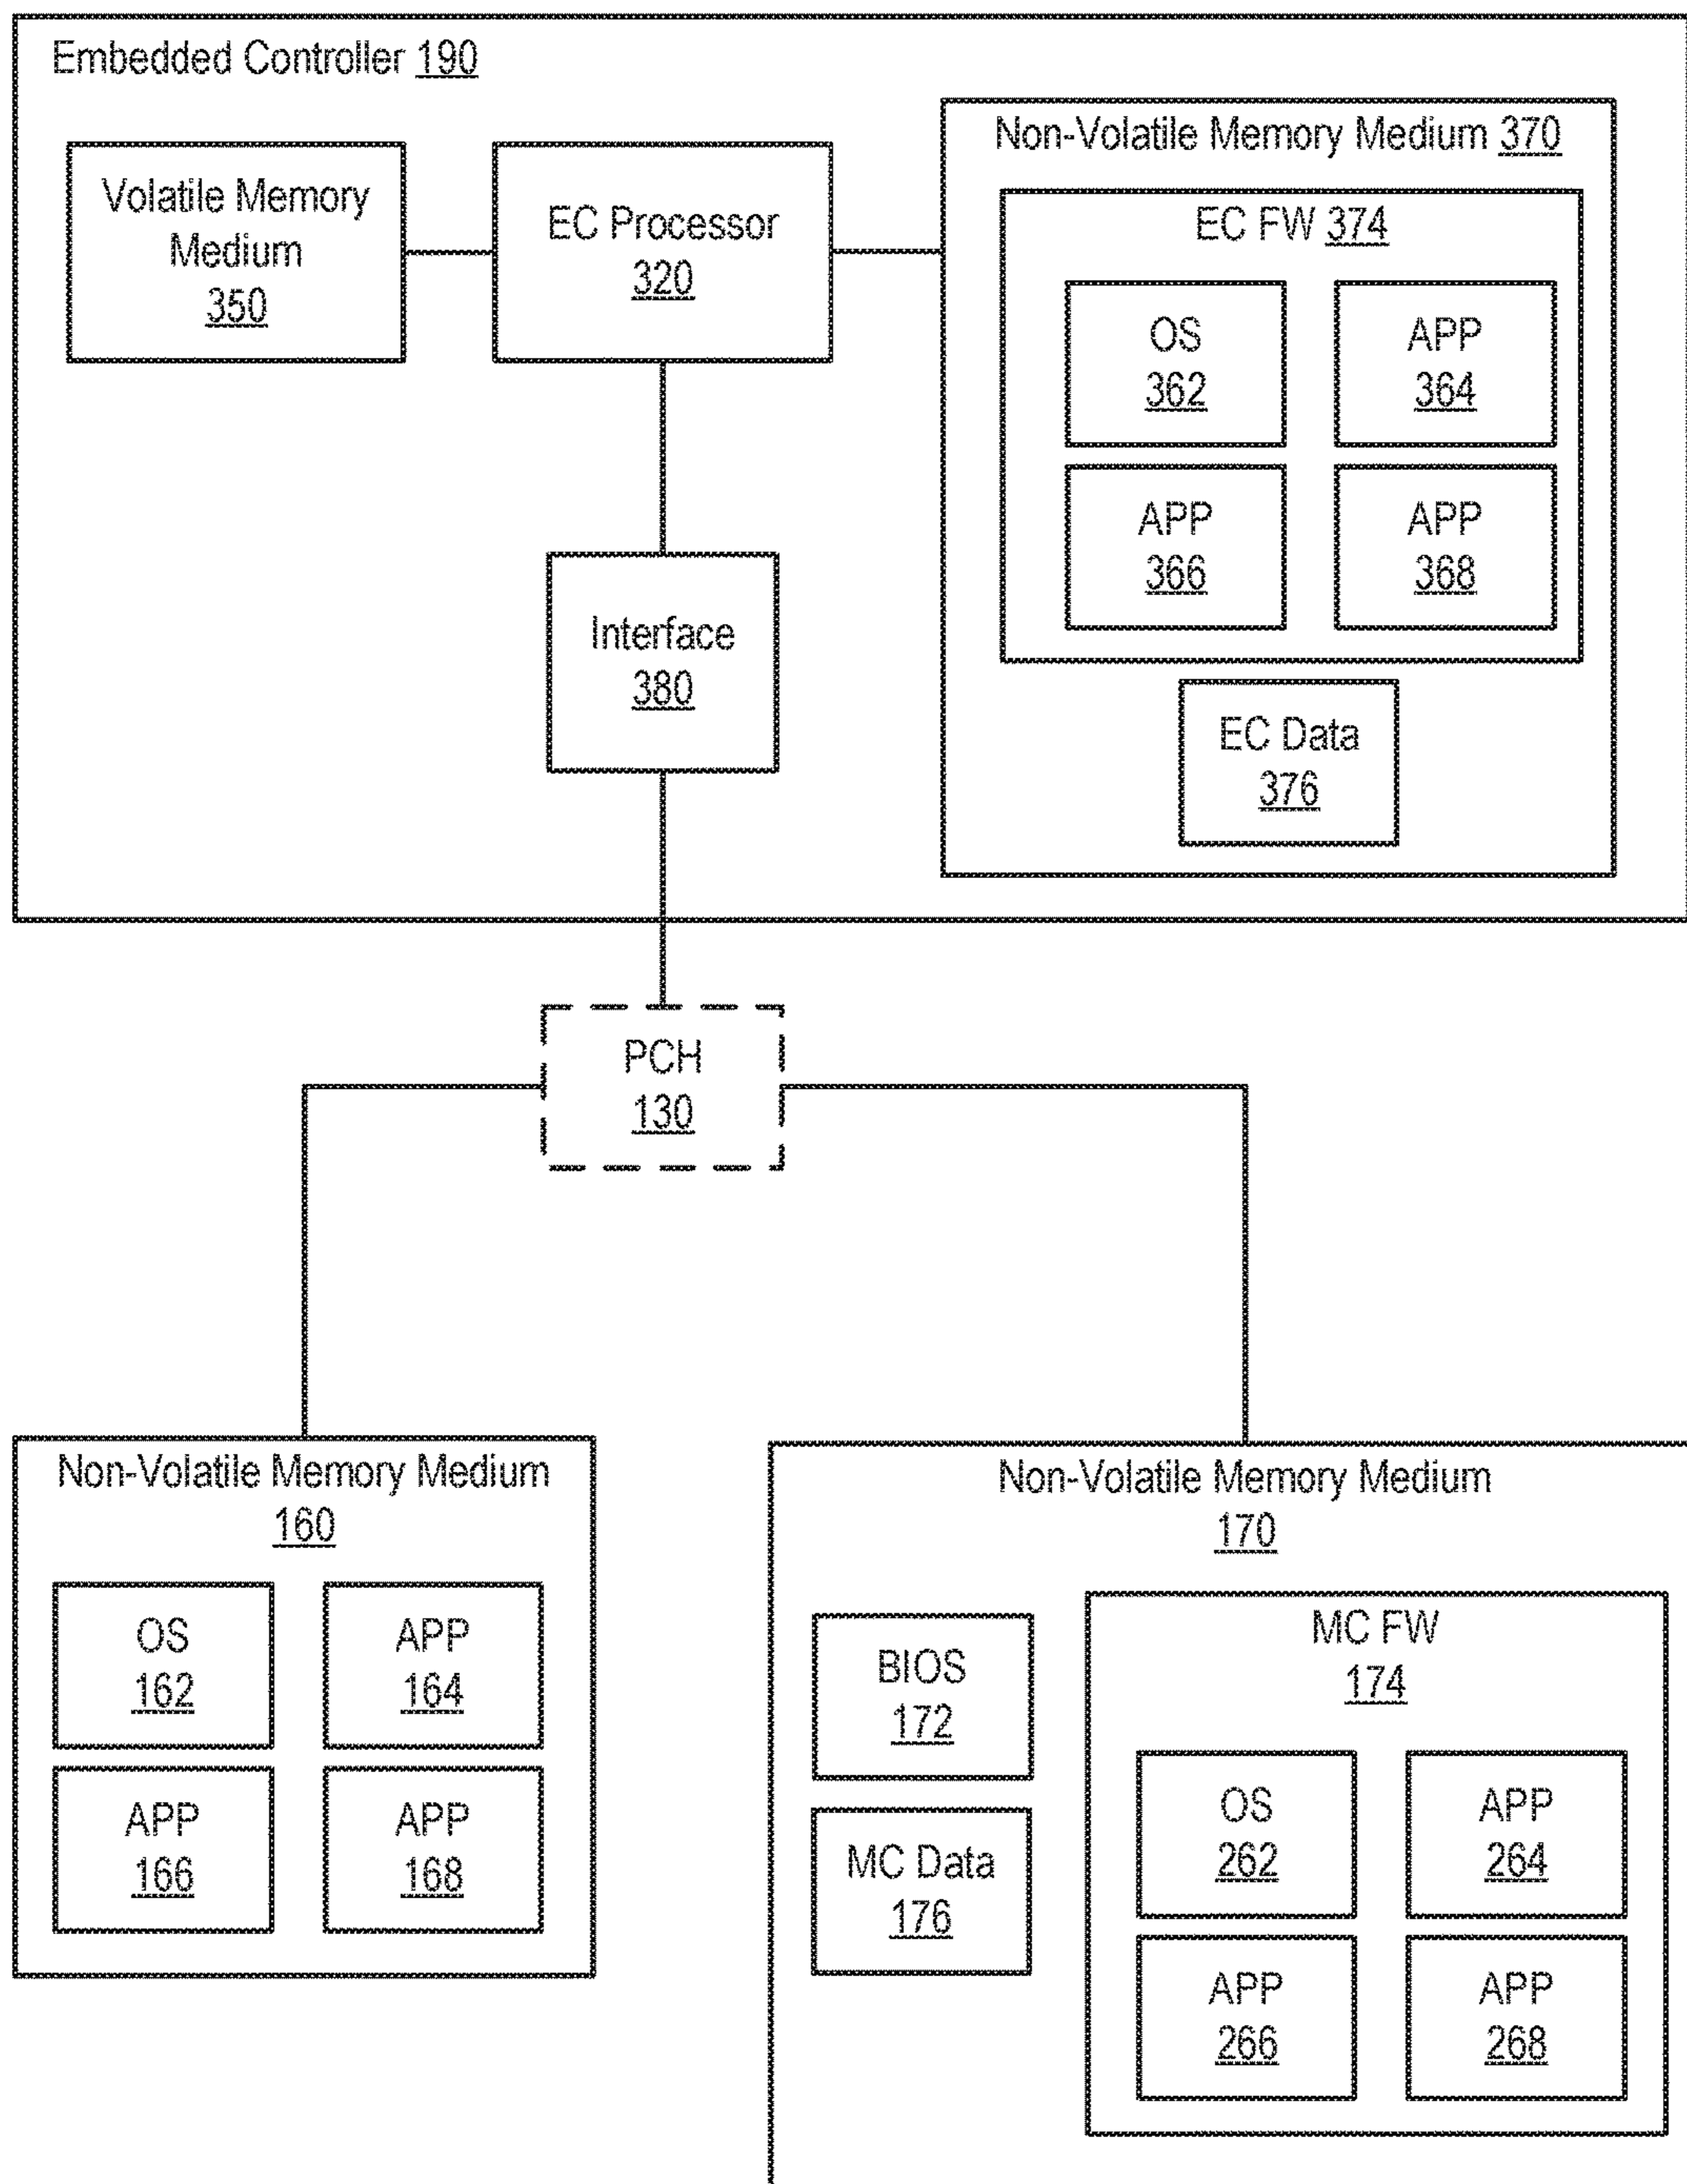 Embedded Controller 190
Volatile Memory
Medium
350
EC Processor
320
Non-Volatile Memory Medium 370
EC FW 374
OS
362
APP
364
APP
366
APP
368
EC Data
376
Interface
380
PCH
130
Non-Volatile Memory Medium
160
OS
162
APP
164
APP
166
APP
168
Non-Volatile Memory Medium
170
BIOS
172
MC Data
176
MC FW
174
OS
262
APP
264
APP
266
APP
268